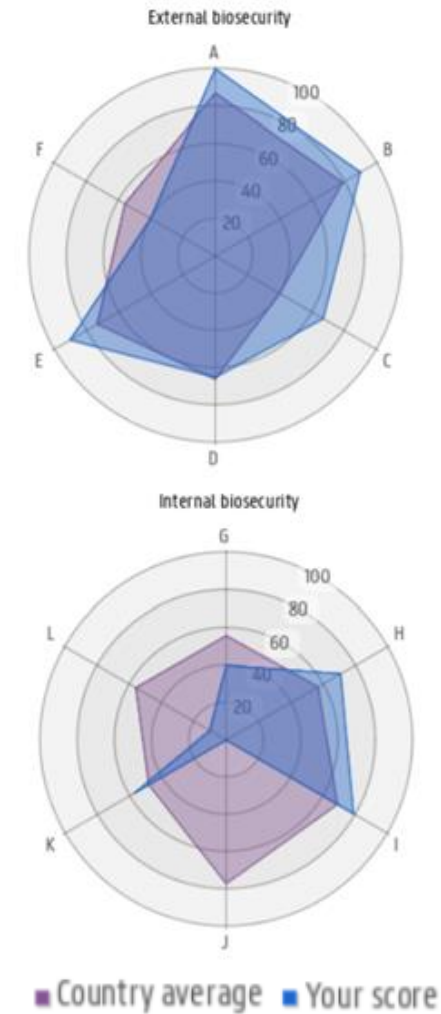 External biosecurity
A
100
F
80
B
60
40
20
E
C
D
Internal biosecurity
G
100
L
80
H
60
40
20
K
I
J
Country average Your score